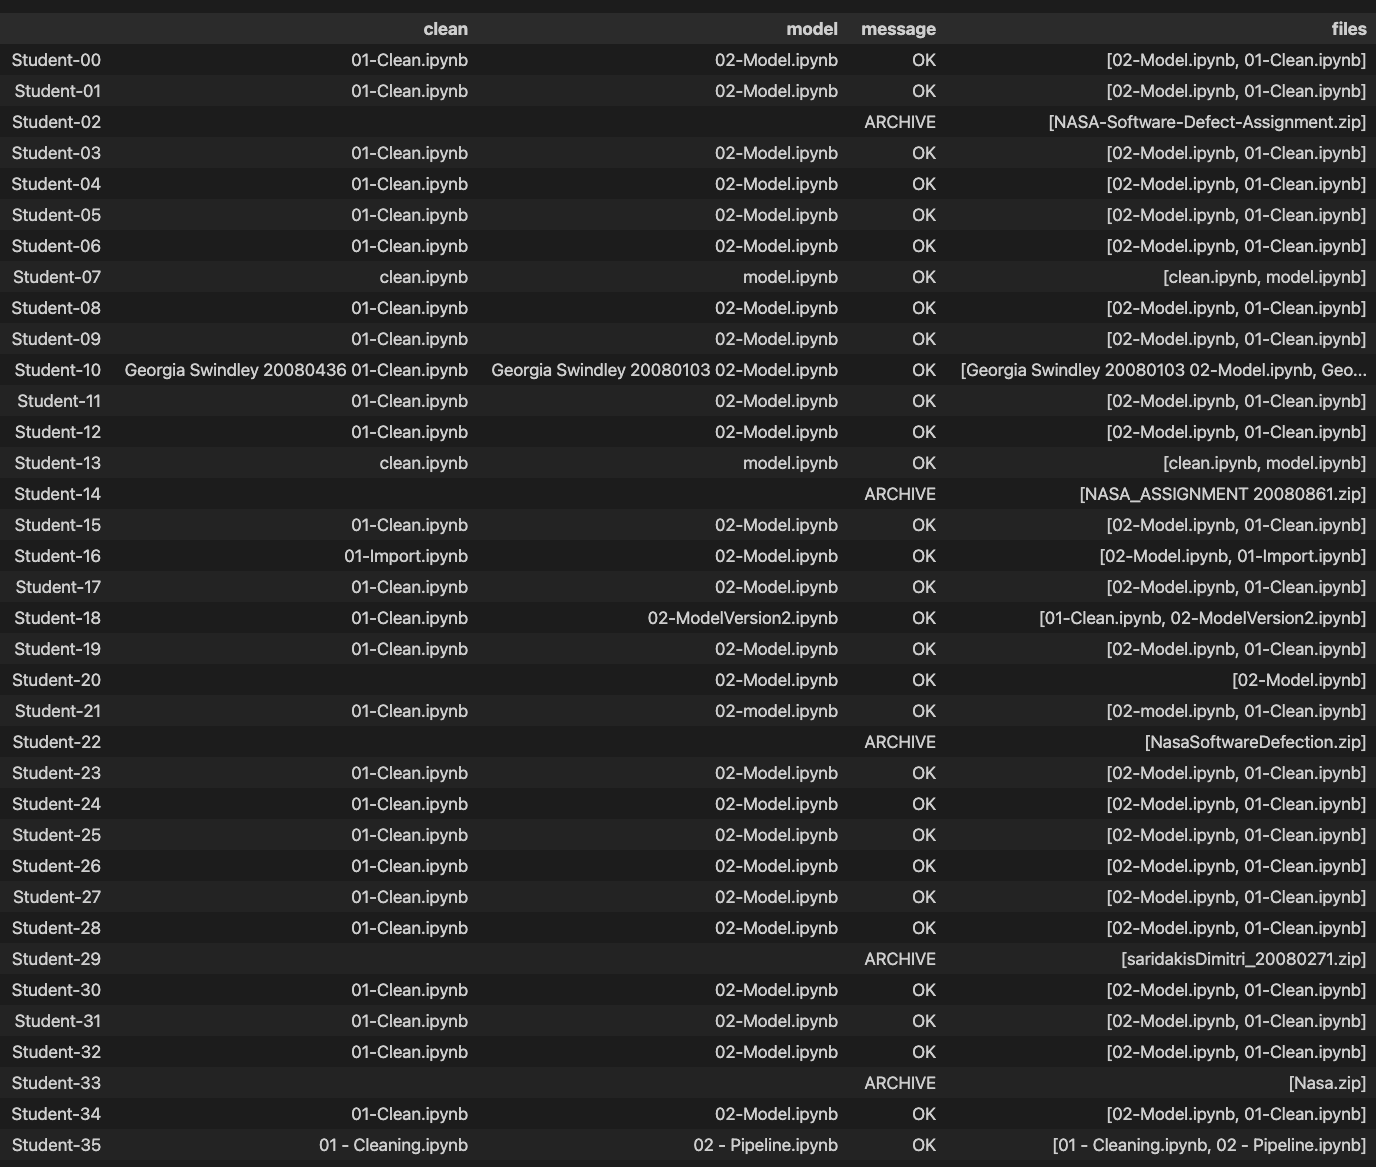 clean model message files
Student-00 01-Clean.ipynb 02-Model.ipynb OK [02-Model.ipynb, 01-Clean.ipynb]
Student-01 01-Clean.ipynb 02-Model.ipynb OK [02-Model.ipynb, 01-Clean.ipynb]
Student-02 ARCHIVE [NASA-Software-Defect-Assignment.zip]
Student-03 01-Clean.ipynb 02-Model.ipynb OK [02-Model.ipynb, 01-Clean.ipynb]
Student-04 01-Clean.ipynb 02-Model.ipynb OK [02-Model.ipynb, 01-Clean.ipynb]
Student-05 01-Clean.ipynb 02-Model.ipynb OK [02-Model.ipynb, 01-Clean.ipynb]
Student-06 01-Clean.ipynb 02-Model.ipynb OK [02-Model.ipynb, 01-Clean.ipynb]
Student-07 clean.ipynb model.ipynb OK [clean.ipynb, model.ipynb]
Student-08 01-Clean.ipynb 02-Model.ipynb OK [02-Model.ipynb, 01-Clean.ipynb]
Student-09 01-Clean.ipynb 02-Model.ipynb OK [02-Model.ipynb, 01-Clean.ipynb]
Student-10 Georgia Swindley 20080436 01-Clean.ipynb Georgia Swindley 20080103 02-Model.ipynb OK [Georgia Swindley 20080103 02-Model.ipynb, Geo...
Student-11 01-Clean.ipynb 02-Model.ipynb OK [02-Model.ipynb, 01-Clean.ipynb]
Student-12 01-Clean.ipynb 02-Model.ipynb OK [02-Model.ipynb, 01-Clean.ipynb]
Student-13 clean.ipynb model.ipynb OK [clean.ipynb, model.ipynb]
Student-14 ARCHIVE [NASA_ASSIGNMENT 20080861.zip]
Student-15 01-Clean.ipynb 02-Model.ipynb OK [02-Model.ipynb, 01-Clean.ipynb]
Student-16 01-Import.ipynb 02-Model.ipynb OK [02-Model.ipynb, 01-Import.ipynb]
Student-17 01-Clean.ipynb 02-Model.ipynb OK [02-Model.ipynb, 01-Clean.ipynb]
Student-18 01-Clean.ipynb 02-ModelVersion2.ipynb OK [01-Clean.ipynb, 02-ModelVersion2.ipynb]
Student-19 01-Clean.ipynb 02-Model.ipynb OK [02-Model.ipynb, 01-Clean.ipynb]
Student-20 02-Model.ipynb OK [02-Model.ipynb]
Student-21 01-Clean.ipynb 02-model.ipynb OK [02-model.ipynb, 01-Clean.ipynb]
Student-22 ARCHIVE [NasaSoftwareDefection.zip]
Student-23 01-Clean.ipynb 02-Model.ipynb OK [02-Model.ipynb, 01-Clean.ipynb]
Student-24 01-Clean.ipynb 02-Model.ipynb OK [02-Model.ipynb, 01-Clean.ipynb]
Student-25 01-Clean.ipynb 02-Model.ipynb OK [02-Model.ipynb, 01-Clean.ipynb]
Student-26 01-Clean.ipynb 02-Model.ipynb OK [02-Model.ipynb, 01-Clean.ipynb]
Student-27 01-Clean.ipynb 02-Model.ipynb OK [02-Model.ipynb, 01-Clean.ipynb]
Student-28 01-Clean.ipynb 02-Model.ipynb OK [02-Model.ipynb, 01-Clean.ipynb]
Student-29 ARCHIVE [saridakisDimitri_20080271.zip]
Student-30 01-Clean.ipynb 02-Model.ipynb OK [02-Model.ipynb, 01-Clean.ipynb]
Student-31 01-Clean.ipynb 02-Model.ipynb OK [02-Model.ipynb, 01-Clean.ipynb]
Student-32 01-Clean.ipynb 02-Model.ipynb OK [02-Model.ipynb, 01-Clean.ipynb]
Student-33 ARCHIVE [Nasa.zip]
Student-34 01-Clean.ipynb 02-Model.ipynb OK [02-Model.ipynb, 01-Clean.ipynb]
Student-35 01 - Cleaning.ipynb 02 - Pipeline.ipynb OK [01 - Cleaning.ipynb, 02 - Pipeline.ipynb]